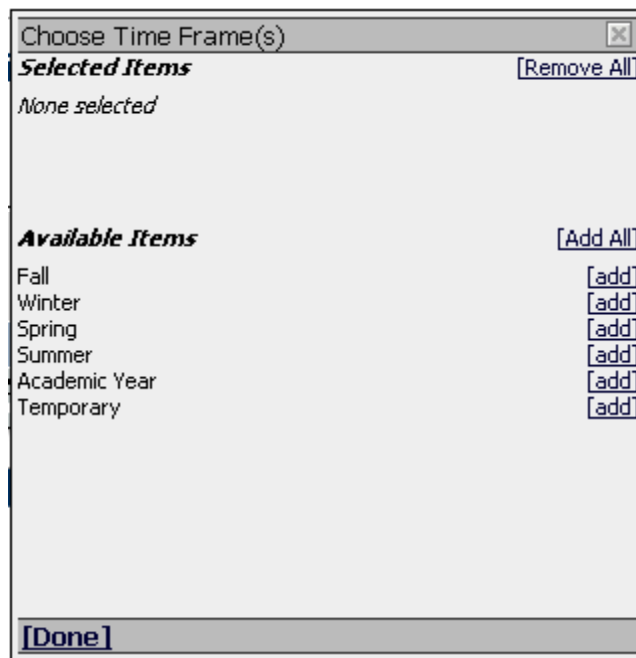 Choose Time Frame(s)
Selected Items [Remove All]
None selected
Available Items [Add All]
Fall [add]
Winter [add]
Spring [add]
Summer [add]
Academic Year [add]
Temporary [add]
[Done]